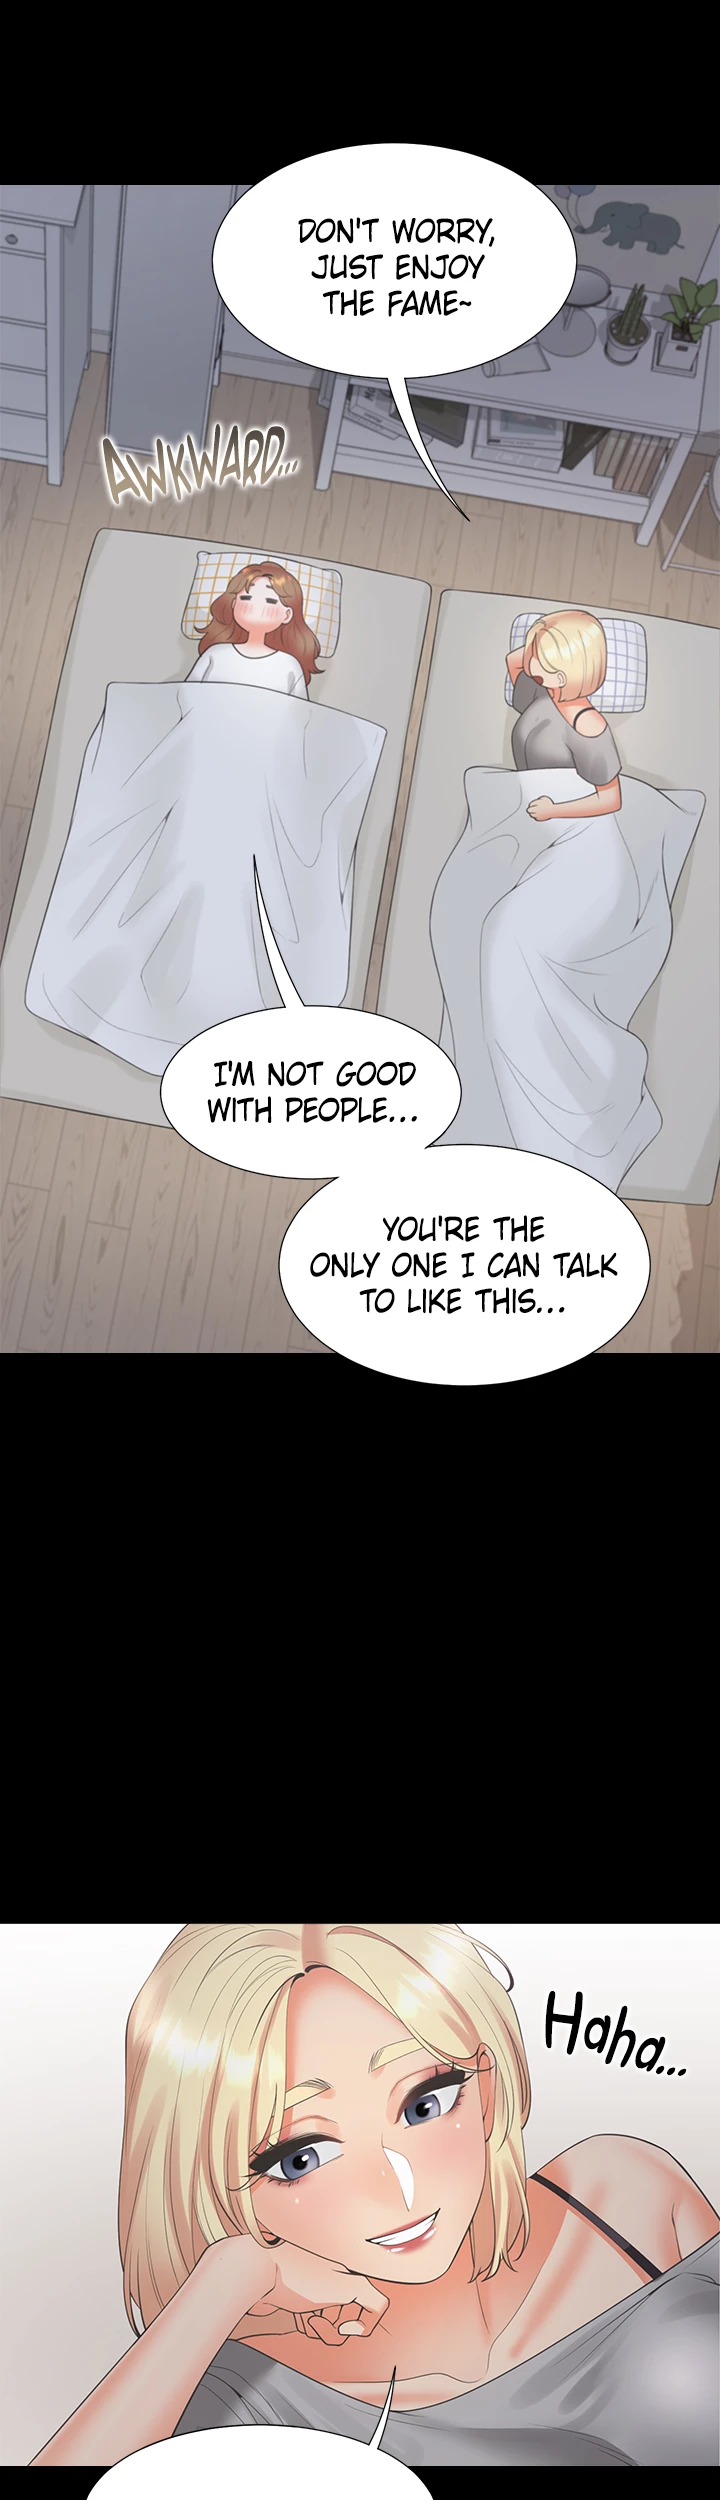 DON'T WORRY,
JUST ENJOY
THE FAME~
AWKWARD...
I'M NOT GOOD
WITH PEOPLE...
YOU'RE THE
ONLY ONE I CAN TALK
TO LIKE THIS...
Haha...